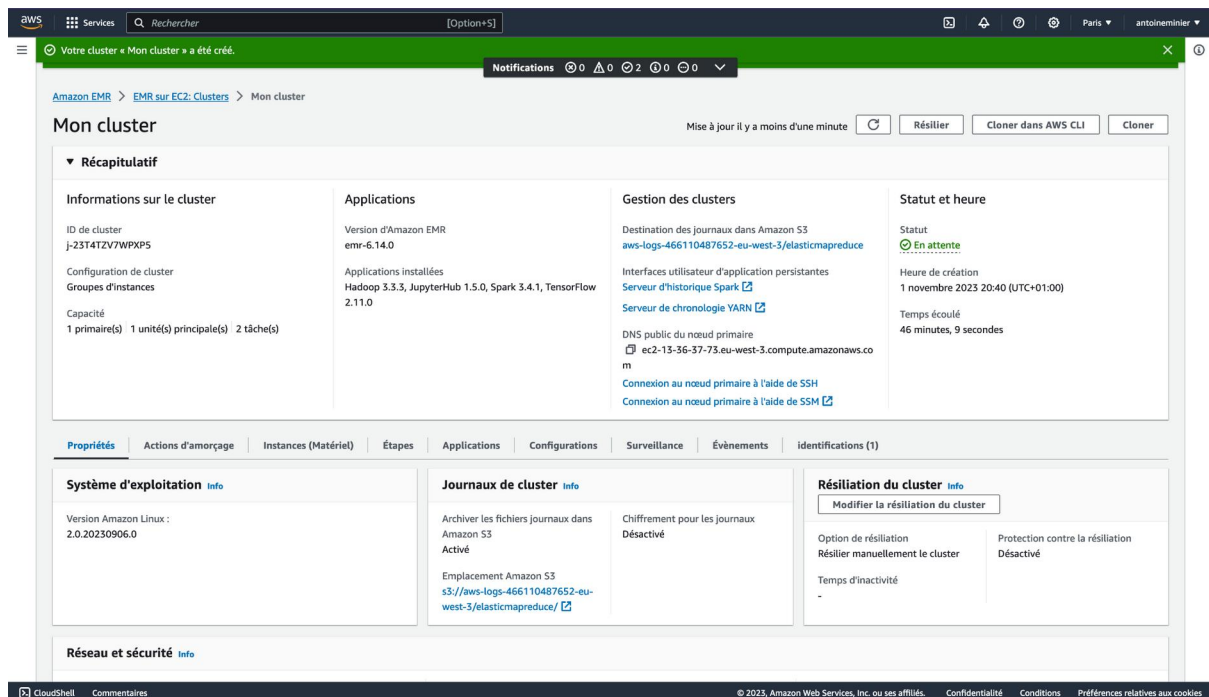 aws
Services
Rechercher
[Option+S]
Paris ▼
antoineminier ▼
Votre cluster « Mon cluster » a été créé.
Notifications 0 0 2 0 0
Amazon EMR > EMR sur EC2: Clusters > Mon cluster
Mon cluster
Mise à jour il y a moins d'une minute
Résilier
Cloner dans AWS CLI
Cloner
▼ Récapitulatif
Informations sur le cluster
ID de cluster
j-23T4TZV7WPXP5
Configuration de cluster
Groupes d'instances
Capacité
1 primaire(s) 1 unité(s) principale(s) 2 tâche(s)
Applications
Version d'Amazon EMR
emr-6.14.0
Applications installées
Hadoop 3.3.3, JupyterHub 1.5.0, Spark 3.4.1, TensorFlow
2.11.0
Gestion des clusters
Destination des journaux dans Amazon S3
aws-logs-466110487652-eu-west-3/elasticmapreduce
Interfaces utilisateur d'application persistantes
Serveur d'historique Spark
Serveur de chronologie YARN
DNS public du nœud primaire
ec2-13-36-37-73.eu-west-3.compute.amazonaws.co
m
Connexion au nœud primaire à l'aide de SSH
Connexion au nœud primaire à l'aide de SSM
Statut et heure
Statut
En attente
Heure de création
1 novembre 2023 20:40 (UTC+01:00)
Temps écoulé
46 minutes, 9 secondes
Propriétés
Actions d'amorçage
Instances (Matériel)
Étapes
Applications
Configurations
Surveillance
Évènements
identifications (1)
Système d'exploitation Info
Version Amazon Linux :
2.0.20230906.0
Journaux de cluster Info
Archiver les fichiers journaux dans
Amazon S3
Activé
Emplacement Amazon S3
s3://aws-logs-466110487652-eu-
west-3/elasticmapreduce/
Chiffrement pour les journaux
Désactivé
Résiliation du cluster Info
Modifier la résiliation du cluster
Option de résiliation
Résilier manuellement le cluster
Temps d'inactivité
-
Protection contre la résiliation
Désactivé
Réseau et sécurité Info
CloudShell
Commentaires
© 2023, Amazon Web Services, Inc. ou ses affiliés.
Confidentialité
Conditions
Préférences relatives aux cookies